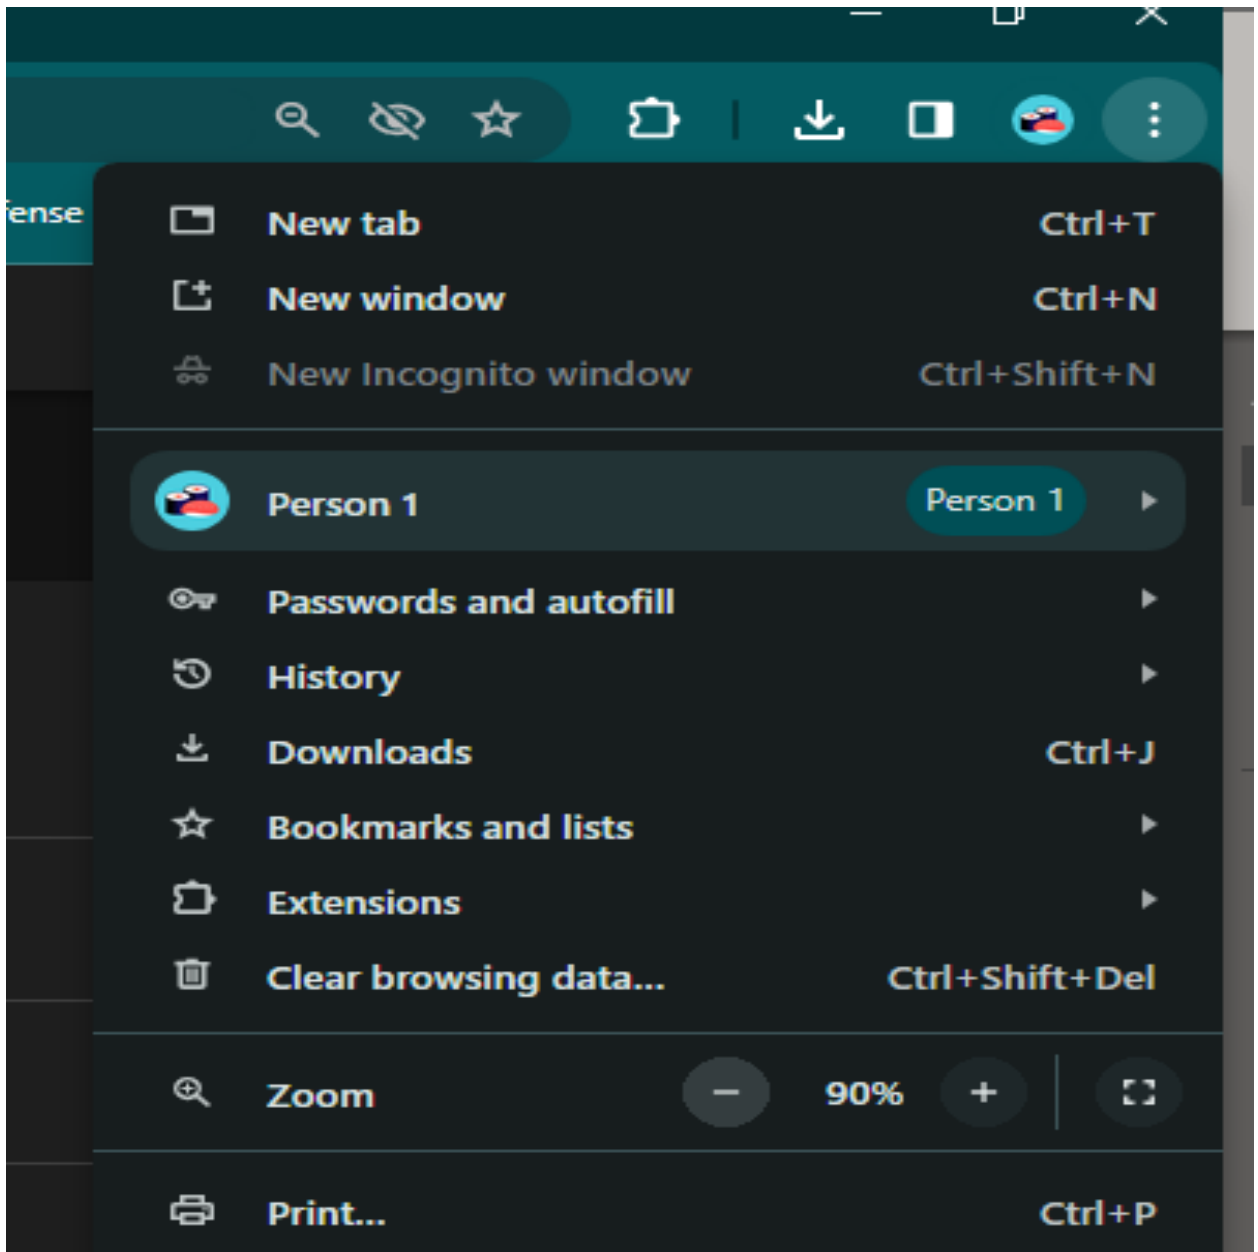 New tab Ctrl+T
New window Ctrl+N
New Incognito window Ctrl+Shift+N
Person 1 Person 1
Passwords and autofill
History
Downloads Ctrl+J
Bookmarks and lists
Extensions
Clear browsing data... Ctrl+Shift+Del
Zoom − 90% +
Print... Ctrl+P